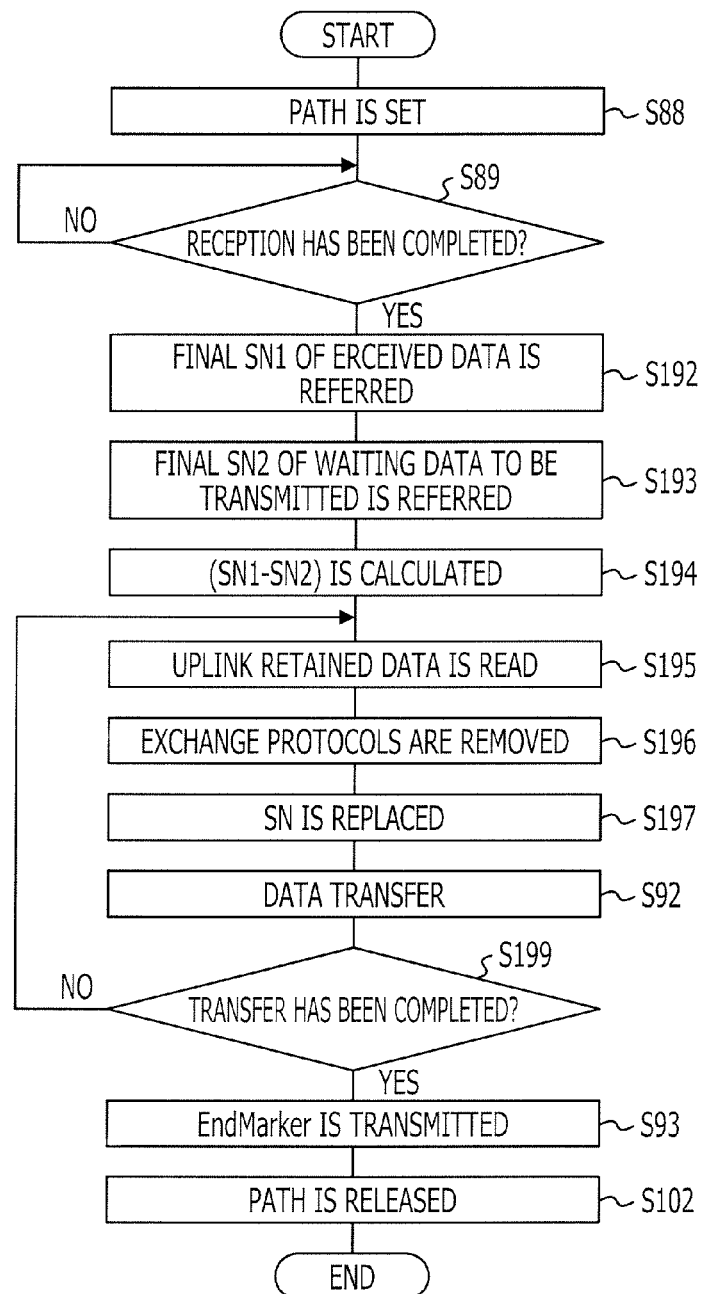 START
PATH IS SET
S88
S89
NO
RECEPTION HAS BEEN COMPLETED?
YES
FINAL SN1 OF ERCEIVED DATA IS
REFERRED
S192
FINAL SN2 OF WAITING DATA TO BE
TRANSMITTED IS REFERRED
S193
(SN1-SN2) IS CALCULATED
S194
UPLINK RETAINED DATA IS READ
S195
EXCHANGE PROTOCOLS ARE REMOVED
S196
SN IS REPLACED
S197
DATA TRANSFER
S92
S199
NO
TRANSFER HAS BEEN COMPLETED?
YES
EndMarker IS TRANSMITTED
S93
PATH IS RELEASED
S102
END